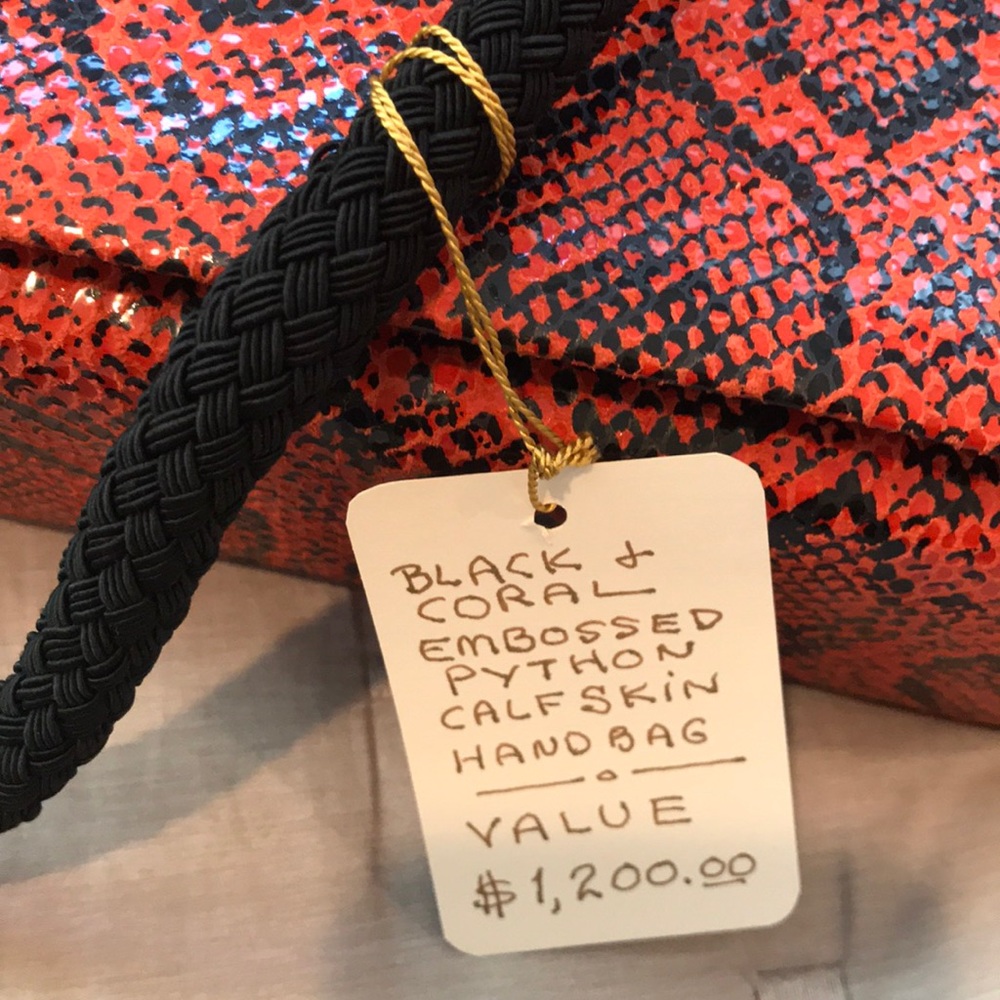 BLACK &
CORAL
EMBOSSED
PYTHON
CALFSKiN
HANDBAG
VALUE
$1,200.00